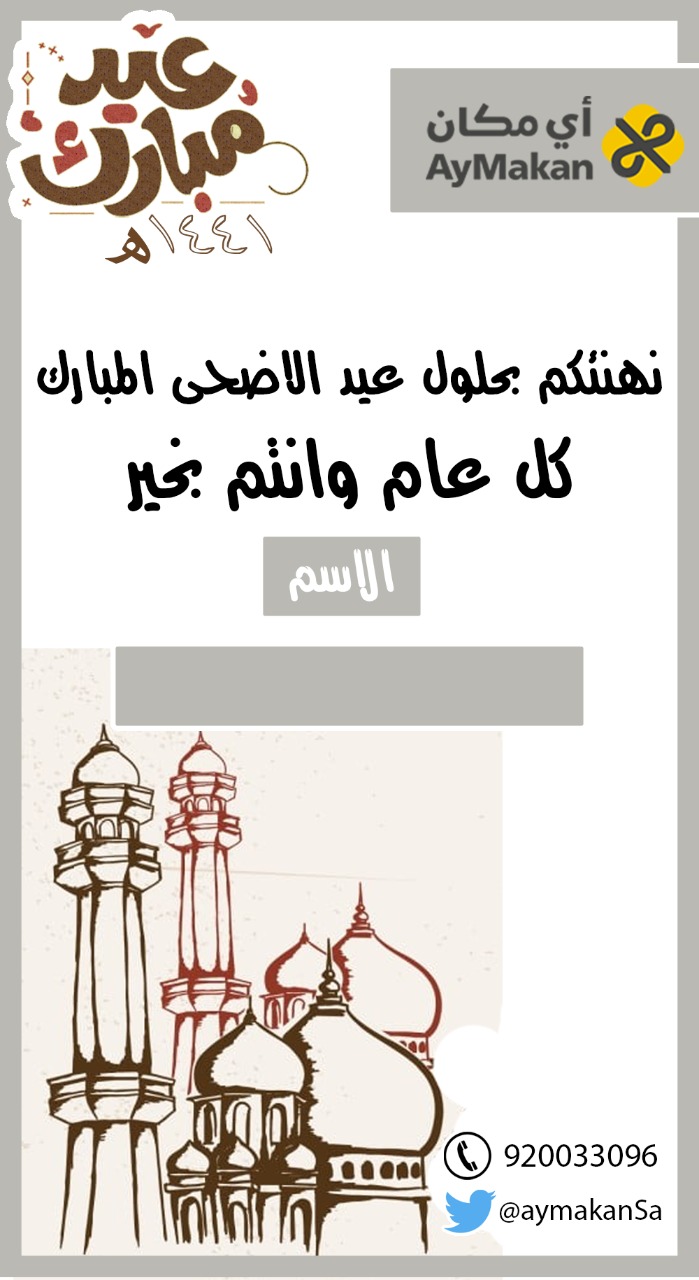 عيد
مبارك
١٤٤١هـ
أي مكان
AyMakan
نهنئكم بحلول عيد الاضحى المبارك
كل عام وانتم بخير
الاسم
920033096
@aymakanSa